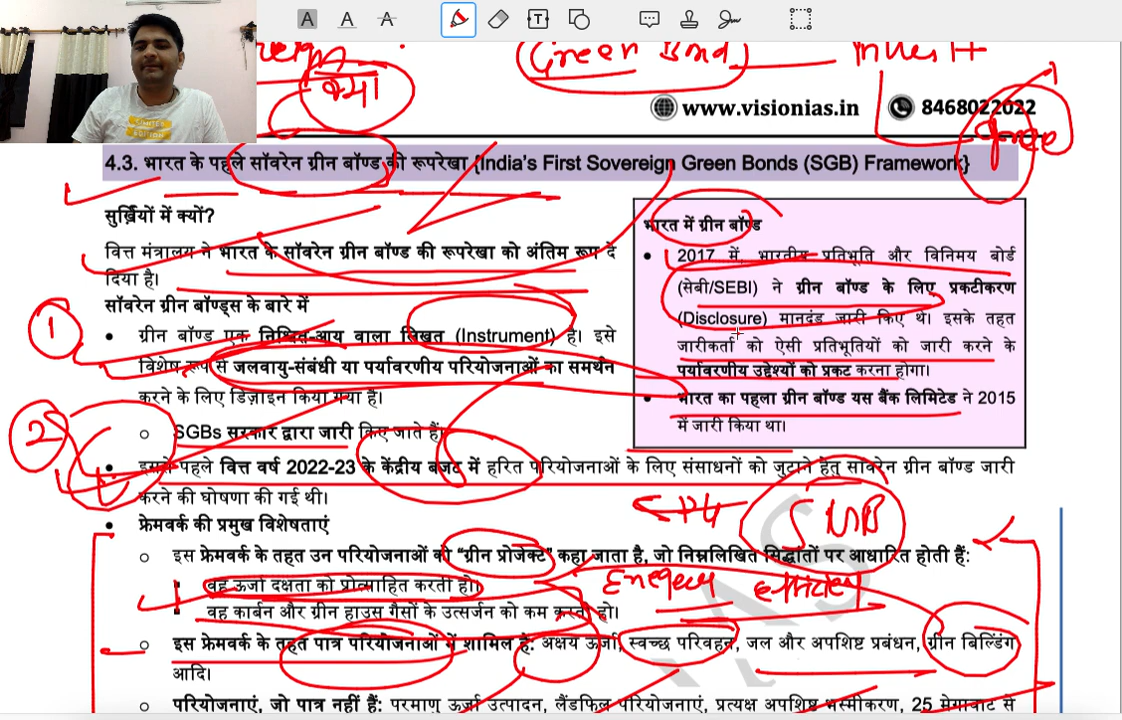 A A A T
Green Bond
क्या
www.visionias.in 8468022022
Green
4.3. भारत के पहले सॉवरेन ग्रीन बॉण्ड की रूपरेखा {India's First Sovereign Green Bonds (SGB) Framework}
सुर्ख़ियों में क्यों?
वित्त मंत्रालय ने भारत के सॉवरेन ग्रीन बॉण्ड की रूपरेखा को अंतिम रूप दे
दिया है।
सॉवरेन ग्रीन बॉण्ड्स के बारे में
1
• ग्रीन बॉण्ड एक निश्चित-आय वाला लिखत (Instrument) है। इसे
विशेष रूप से जलवायु-संबंधी या पर्यावरणीय परियोजनाओं का समर्थन
करने के लिए डिज़ाइन किया गया है।
2
o SGBs सरकार द्वारा जारी किए जाते हैं।
भारत में ग्रीन बॉण्ड
• 2017 में, भारतीय प्रतिभूति और विनिमय बोर्ड
(सेबी/SEBI) ने ग्रीन बॉण्ड के लिए प्रकटीकरण
(Disclosure) मानदंड जारी किए थे। इसके तहत
जारीकर्ता को ऐसी प्रतिभूतियों को जारी करने के
पर्यावरणीय उद्देश्यों को प्रकट करना होगा।
• भारत का पहला ग्रीन बॉण्ड यस बैंक लिमिटेड ने 2015
में जारी किया था।
• इससे पहले वित्त वर्ष 2022-23 के केंद्रीय बजट में हरित परियोजनाओं के लिए संसाधनों को जुटाने हेतु सॉवरेन ग्रीन बॉण्ड जारी
करने की घोषणा की गई थी।
• फ्रेमवर्क की प्रमुख विशेषताएं
o इस फ्रेमवर्क के तहत उन परियोजनाओं को "ग्रीन प्रोजेक्ट" कहा जाता है, जो निम्नलिखित सिद्धांतों पर आधारित होती हैं:
▪ वह ऊर्जा दक्षता को प्रोत्साहित करती हो।
▪ वह कार्बन और ग्रीन हाउस गैसों के उत्सर्जन को कम करती हो।
o इस फ्रेमवर्क के तहत पात्र परियोजनाओं में शामिल हैं: अक्षय ऊर्जा, स्वच्छ परिवहन, जल और अपशिष्ट प्रबंधन, ग्रीन बिल्डिंग
आदि।
o परियोजनाएं, जो पात्र नहीं हैं: परमाणु ऊर्जा उत्पादन, लैंडफिल परियोजनाएं, प्रत्यक्ष अपशिष्ट भस्मीकरण, 25 मेगावाट से